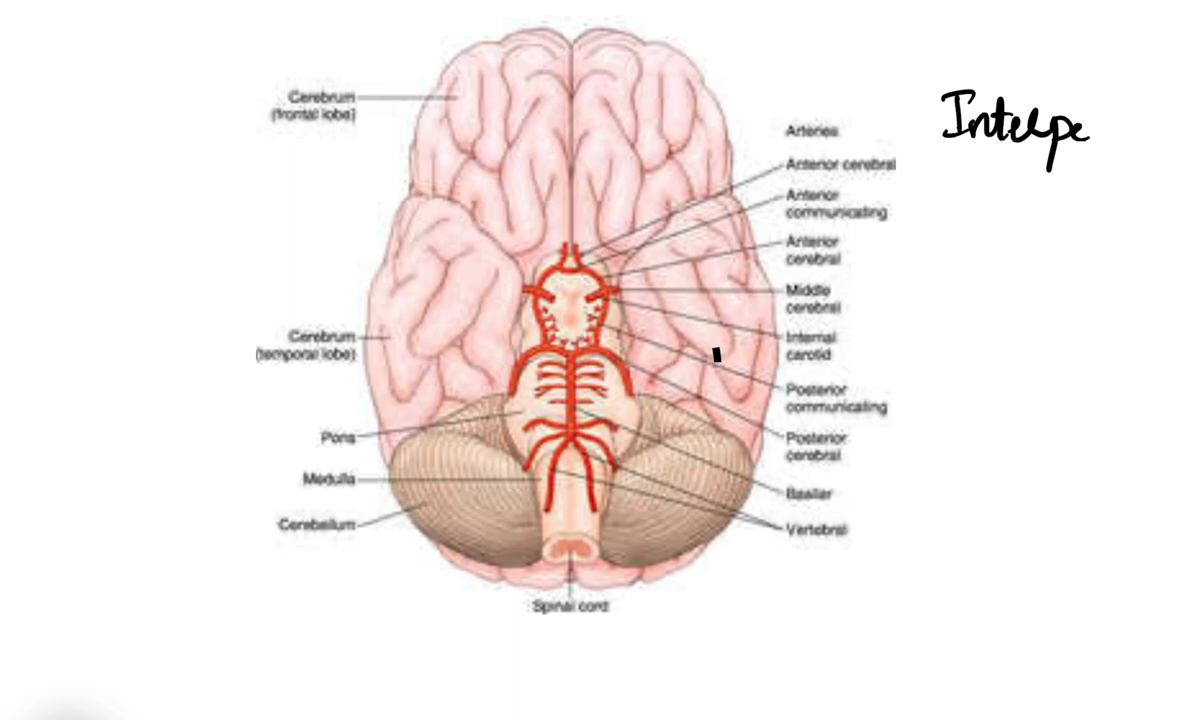 Cerebrum
(frontal lobe)
Cerebrum
(temporal lobe)
Pons
Medulla
Cerebellum
Spinal cord
Arteries
Anterior cerebral
Anterior
communicating
Anterior
cerebral
Middle
cerebral
Internal
carotid
Posterior
communicating
Posterior
cerebral
Basilar
Vertebral